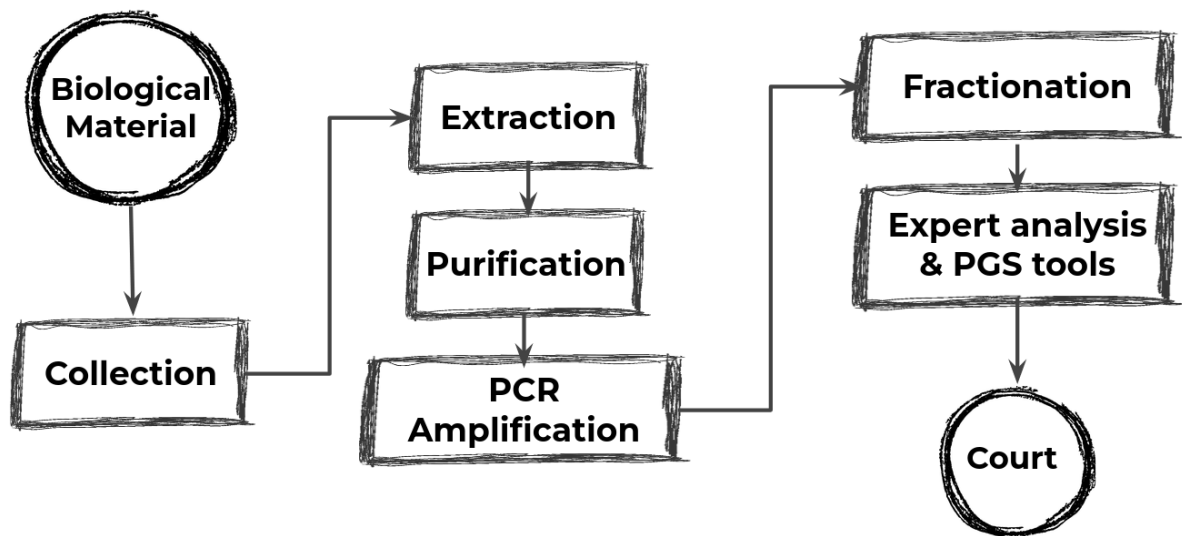 Biological
Material
Collection
Extraction
Purification
PCR
Amplification
Fractionation
Expert analysis
& PGS tools
Court